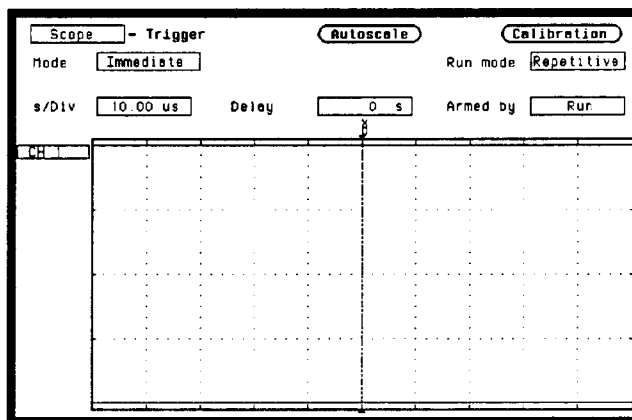 Scope - Trigger Autoscale Calibration
Mode Immediate Run mode Repetitive
s/Div 10.00 us Delay 0 s Armed by Run
CH 1